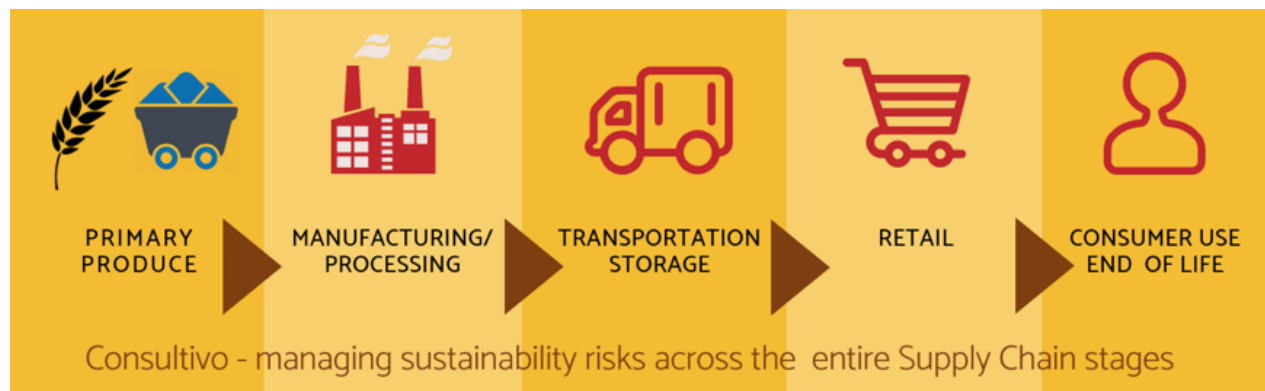 PRIMARY
PRODUCE
MANUFACTURING/
PROCESSING
TRANSPORTATION
STORAGE
RETAIL
CONSUMER USE
END OF LIFE
Consultivo - managing sustainability risks across the entire Supply Chain stages